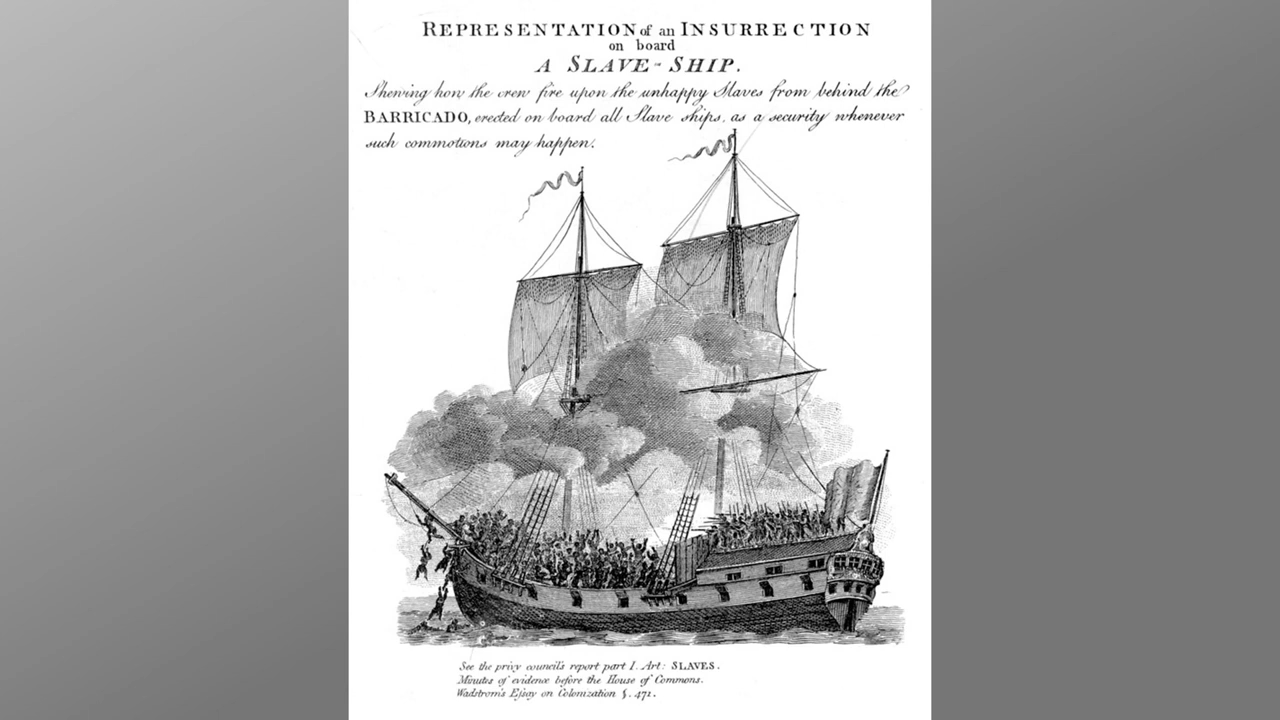 REPRESENTATION of an INSURRECTION
on board
A SLAVE-SHIP.
Shewing how the crew fire upon the unhappy Slaves from behind the
BARRICADO, erected on board all Slave ships, as a security whenever
such commotions may happen.
See the privy council's report part I. Art: SLAVES.
Minutes of evidence before the House of Commons.
Wadstrom's Eſsay on Colonization §. 471.